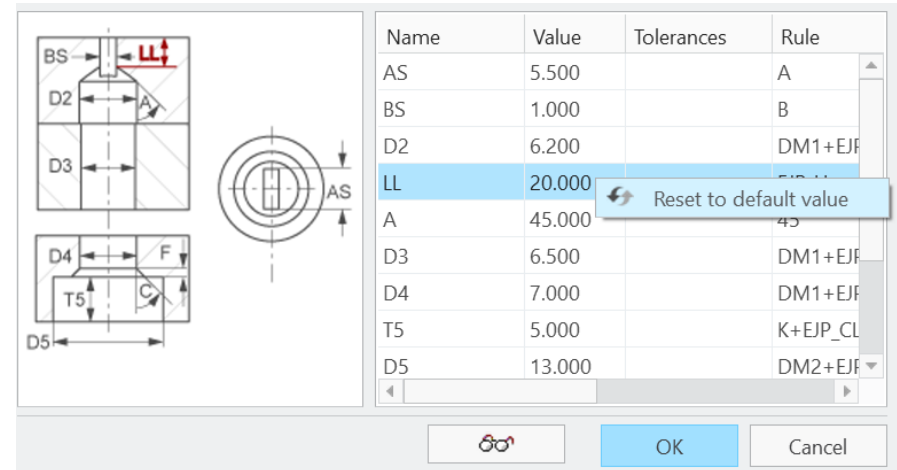 BS
LL
D2
A
D3
AS
D4
F
T5
C
D5
Name Value Tolerances Rule
AS 5.500 A
BS 1.000 B
D2 6.200 DM1+EJP
LL 20.000
Reset to default value
A 45.000 45
D3 6.500 DM1+EJP
D4 7.000 DM1+EJP
T5 5.000 K+EJP_CL
D5 13.000 DM2+EJP
OK Cancel